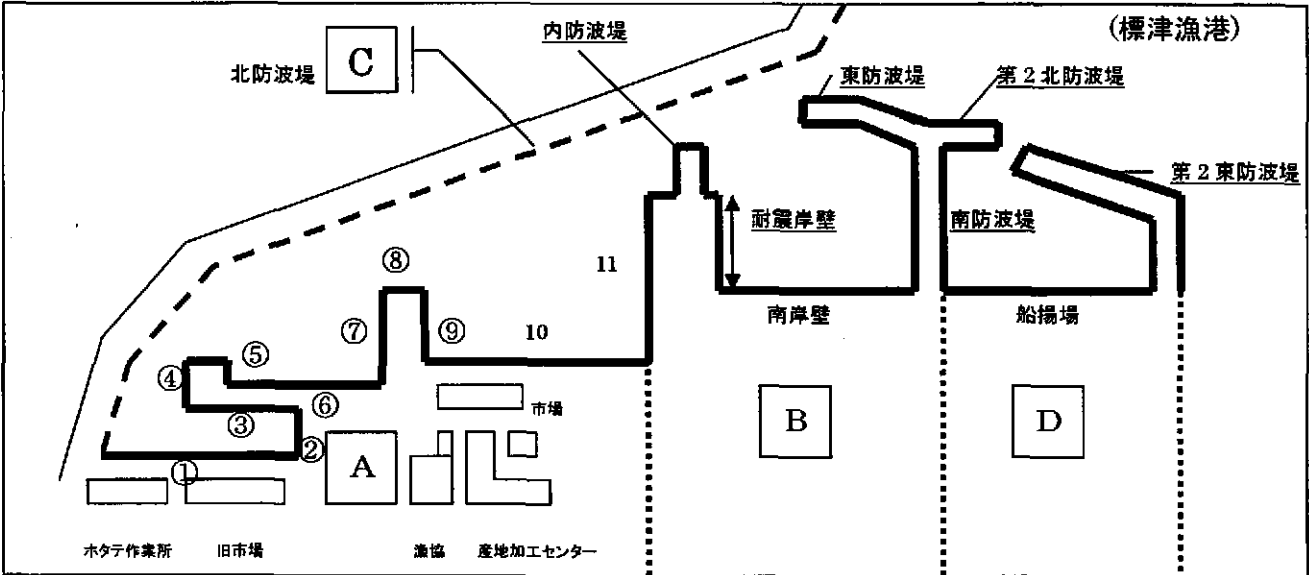 (標津漁港)
内防波堤
北防波堤
C
東防波堤
第2北防波堤
第2東防波堤
耐震岸壁
南防波堤
⑧
11
南岸壁
船揚場
⑦
⑨
10
⑤
④
⑥
③
市場
B
D
②
A
①
ホタテ作業所
旧市場
漁協
産地加工センター